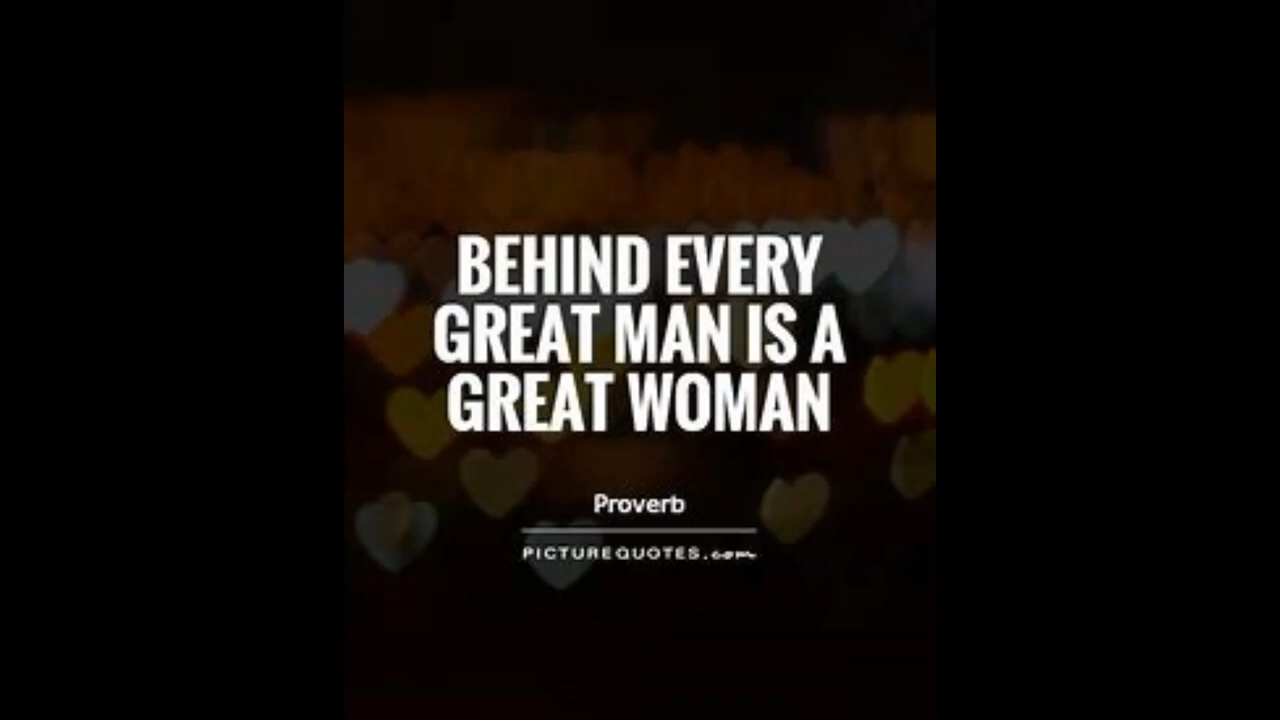 BEHIND EVERY
GREAT MAN IS A
GREAT WOMAN
Proverb
PICTUREQUOTES.com